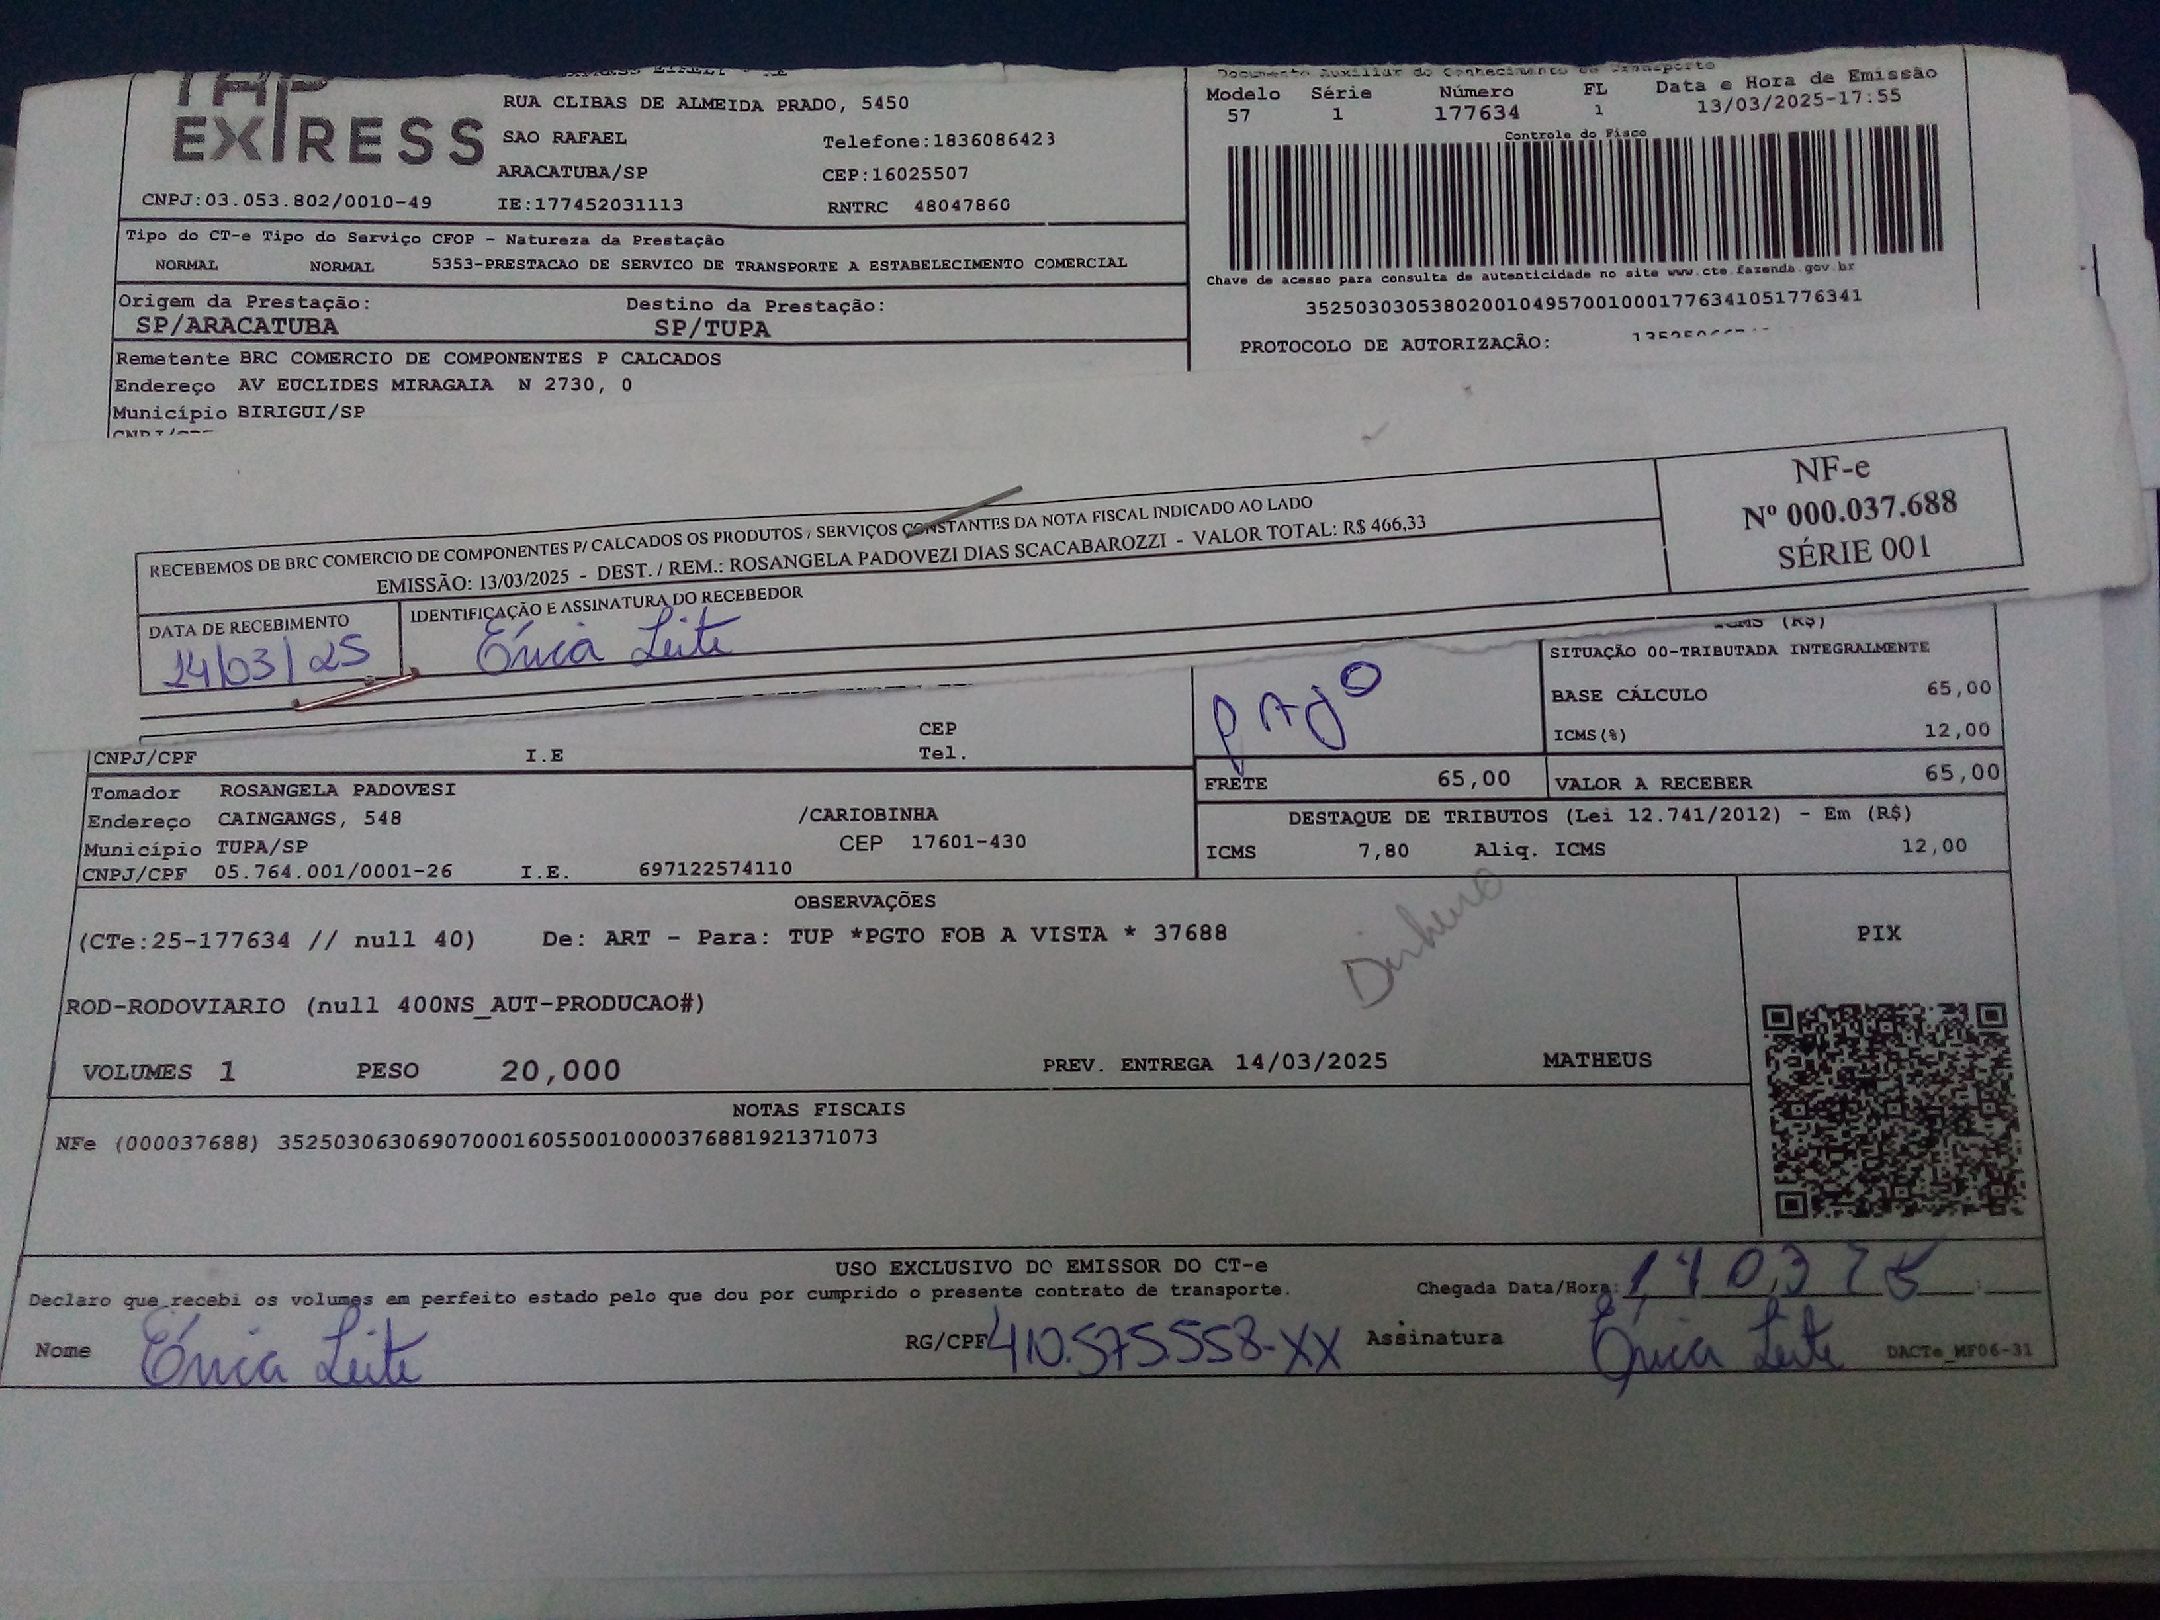 TAP
EXPRESS
RUA CLIBAS DE ALMEIDA PRADO, 5450
SAO RAFAEL Telefone:1836086423
ARACATUBA/SP CEP:16025507
CNPJ:03.053.802/0010-49 IE:177452031113 RNTRC 48047860
Documento Auxiliar do Conhecimento de Transporte
Modelo Série Número FL Data e Hora de Emissão
57 1 177634 1 13/03/2025-17:55
Controle do Fisco
Chave de acesso para consulta de autenticidade no site www.cte.fazenda.gov.br
35250303053802001049570010001776341051776341
PROTOCOLO DE AUTORIZAÇÃO:
Tipo do CT-e Tipo do Serviço CFOP - Natureza da Prestação
NORMAL NORMAL 5353-PRESTACAO DE SERVICO DE TRANSPORTE A ESTABELECIMENTO COMERCIAL
Origem da Prestação: Destino da Prestação:
SP/ARACATUBA SP/TUPA
Remetente BRC COMERCIO DE COMPONENTES P CALCADOS
Endereço AV EUCLIDES MIRAGAIA N 2730, 0
Município BIRIGUI/SP
RECEBEMOS DE BRC COMERCIO DE COMPONENTES P/ CALCADOS OS PRODUTOS / SERVIÇOS CONSTANTES DA NOTA FISCAL INDICADO AO LADO
EMISSÃO: 13/03/2025 - DEST. / REM.: ROSANGELA PADOVEZI DIAS SCACABAROZZI - VALOR TOTAL: R$ 466,33
NF-e
Nº 000.037.688
SÉRIE 001
DATA DE RECEBIMENTO IDENTIFICAÇÃO E ASSINATURA DO RECEBEDOR
14/03/25 Érica Leite
ICMS (R$)
SITUAÇÃO 00-TRIBUTADA INTEGRALMENTE
BASE CÁLCULO 65,00
ICMS(%) 12,00
pago
CEP
CNPJ/CPF I.E Tel.
FRETE 65,00 VALOR A RECEBER 65,00
Tomador ROSANGELA PADOVESI
Endereço CAINGANGS, 548 /CARIOBINHA
Município TUPA/SP CEP 17601-430
CNPJ/CPF 05.764.001/0001-26 I.E. 697122574110
DESTAQUE DE TRIBUTOS (Lei 12.741/2012) - Em (R$)
ICMS 7,80 Aliq. ICMS 12,00
OBSERVAÇÕES
(CTe:25-177634 // null 40) De: ART - Para: TUP *PGTO FOB A VISTA * 37688
Dinheiro
PIX
ROD-RODOVIARIO (null 400NS_AUT-PRODUCAO#)
VOLUMES 1 PESO 20,000 PREV. ENTREGA 14/03/2025 MATHEUS
NOTAS FISCAIS
NFe (000037688) 35250306306907000160550010000376881921371073
USO EXCLUSIVO DO EMISSOR DO CT-e
Declaro que recebi os volumes em perfeito estado pelo que dou por cumprido o presente contrato de transporte. Chegada Data/Hora: 140325
Nome Érica Leite RG/CPF 410.575.558-XX Assinatura Érica Leite DACTe_MF06-31